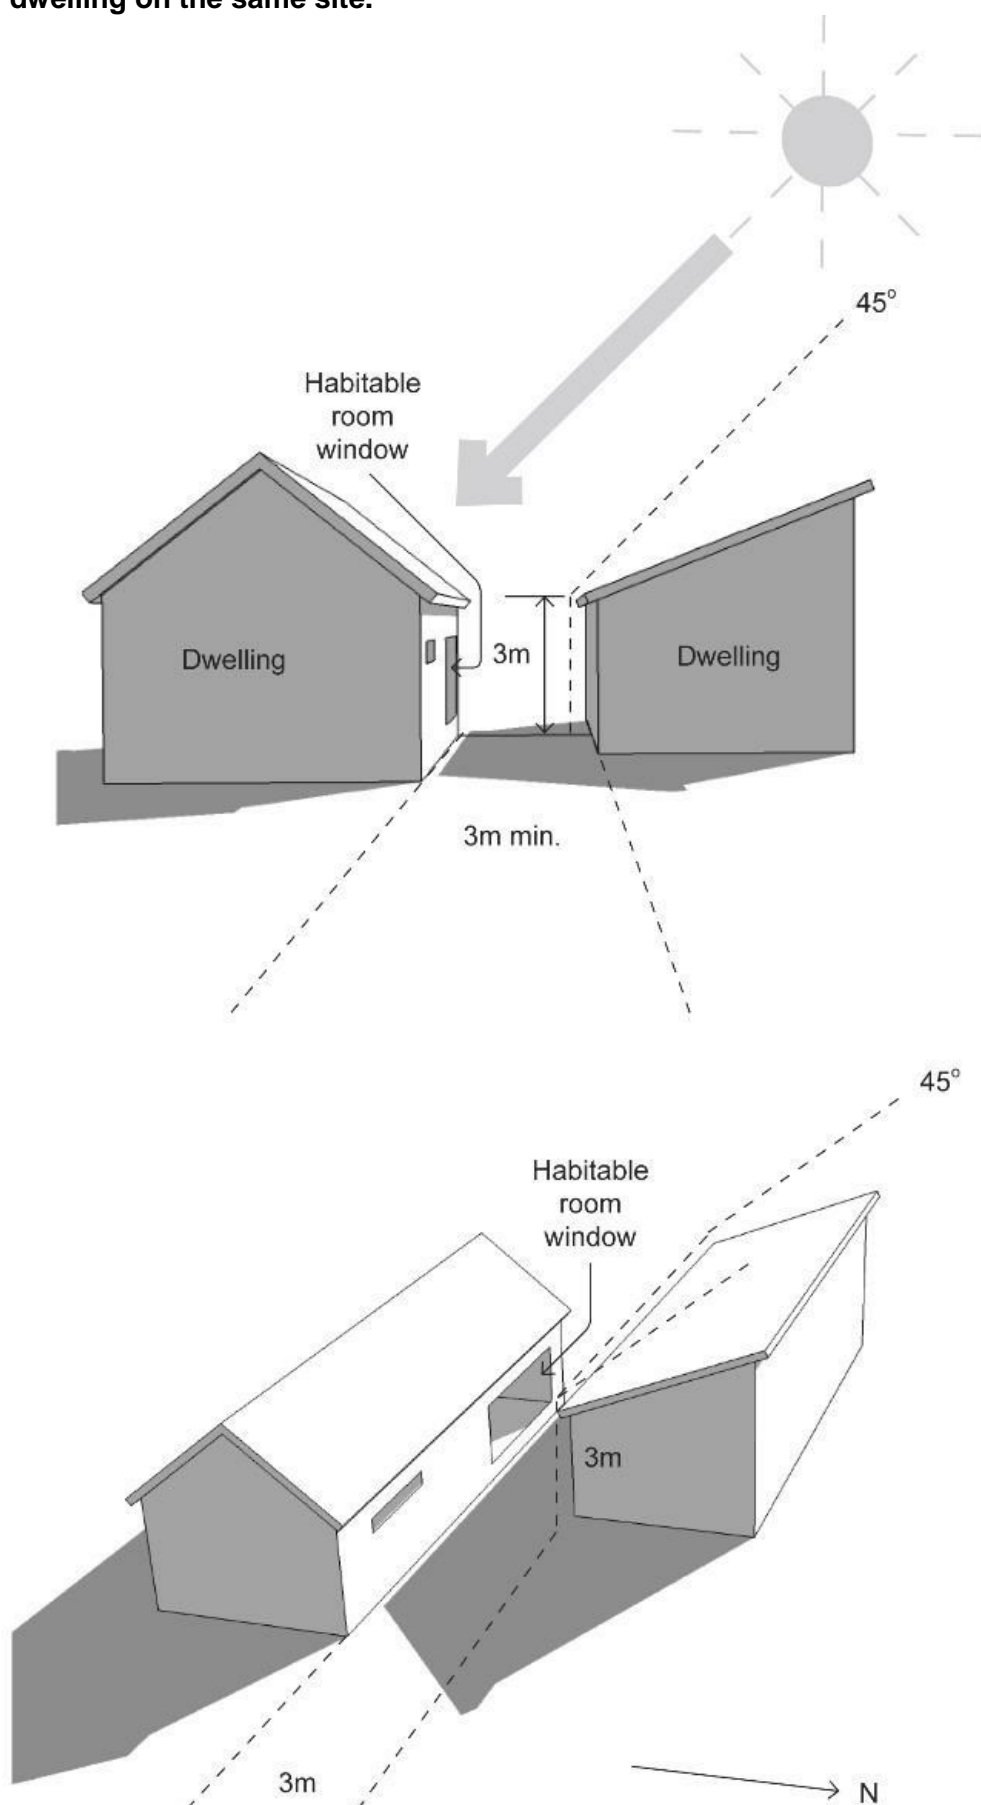 dwelling on the same site.
45°
Habitable
room
window
3m
Dwelling
Dwelling
3m min.
45°
Habitable
room
window
3m
3m
N